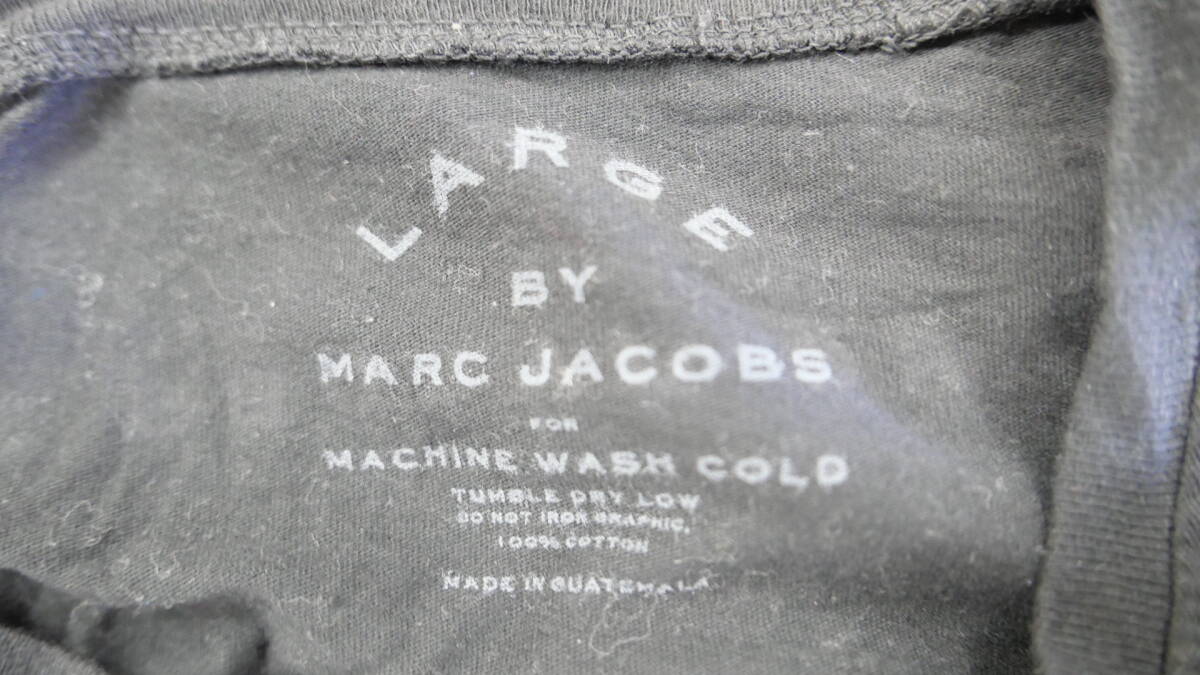 LARGE
BY
MARC JACOBS
FOR
MACHINE WASH COLD
TUMBLE DRY LOW
DO NOT IRON GRAPHIC.
100% COTTON
MADE IN GUATEMALA